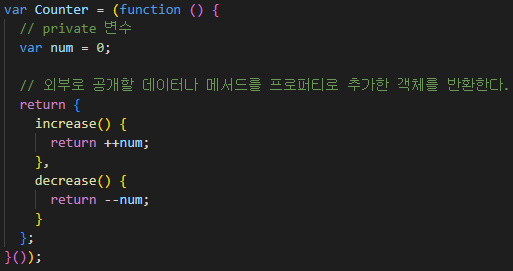 var Counter = (function () {
  // private 변수
  var num = 0;

  // 외부로 공개할 데이터나 메서드를 프로퍼티로 추가한 객체를 반환한다.
  return {
    increase() {
      return ++num;
    },
    decrease() {
      return --num;
    }
  };
}());